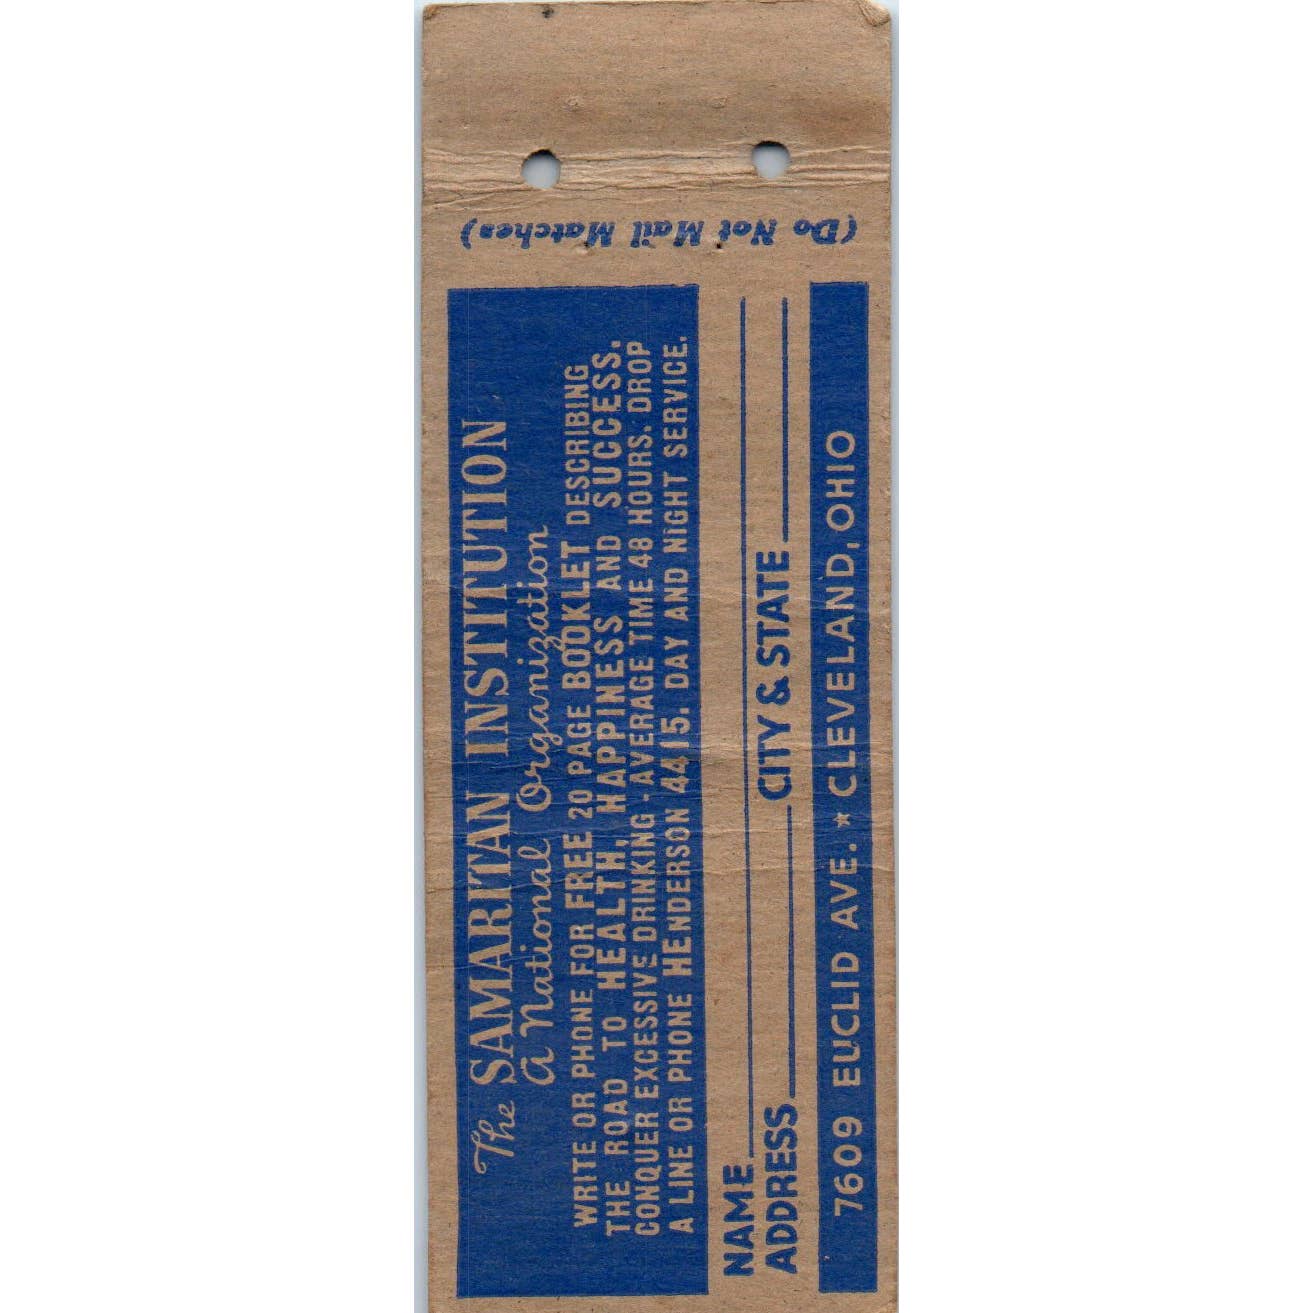 (Do Not Mail Matches)
The SAMARITAN INSTITUTION
A National Organization
WRITE OR PHONE FOR FREE 20 PAGE BOOKLET DESCRIBING
THE ROAD TO HEALTH, HAPPINESS AND SUCCESS.
CONQUER EXCESSIVE DRINKING - AVERAGE TIME 48 HOURS. DROP
A LINE OR PHONE HENDERSON 4415. DAY AND NIGHT SERVICE.
NAME
ADDRESS CITY & STATE
7609 EUCLID AVE. ★ CLEVELAND, OHIO